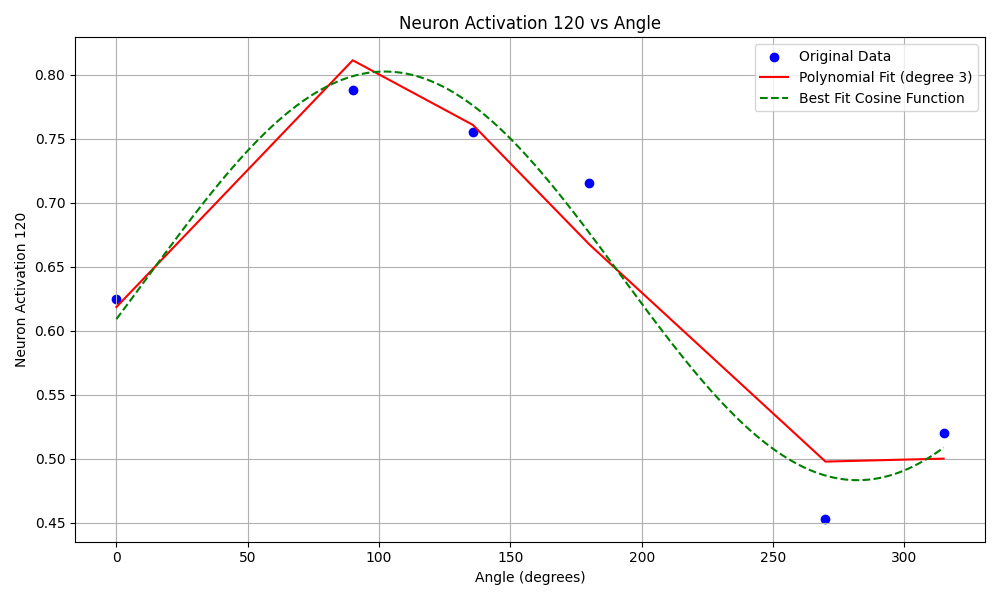 Neuron Activation 120 vs Angle
Original Data
Polynomial Fit (degree 3)
Best Fit Cosine Function
Neuron Activation 120
0.80
0.75
0.70
0.65
0.60
0.55
0.50
0.45
0 50 100 150 200 250 300
Angle (degrees)